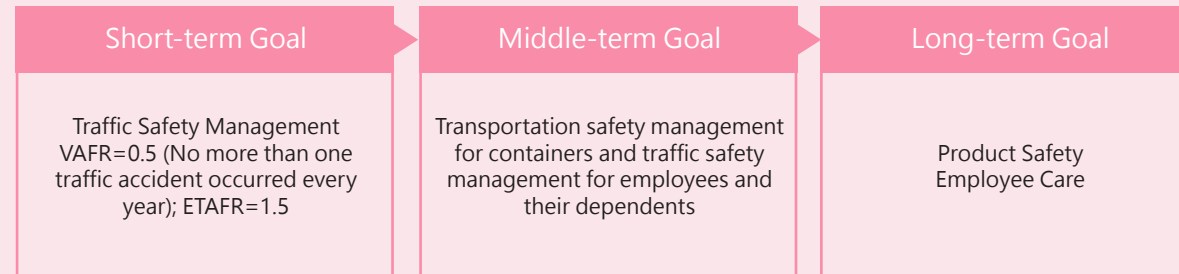 Short-term Goal
Traffic Safety Management
VAFR=0.5 (No more than one
traffic accident occurred every
year); ETAFR=1.5
Middle-term Goal
Transportation safety management
for containers and traffic safety
management for employees and
their dependents
Long-term Goal
Product Safety
Employee Care